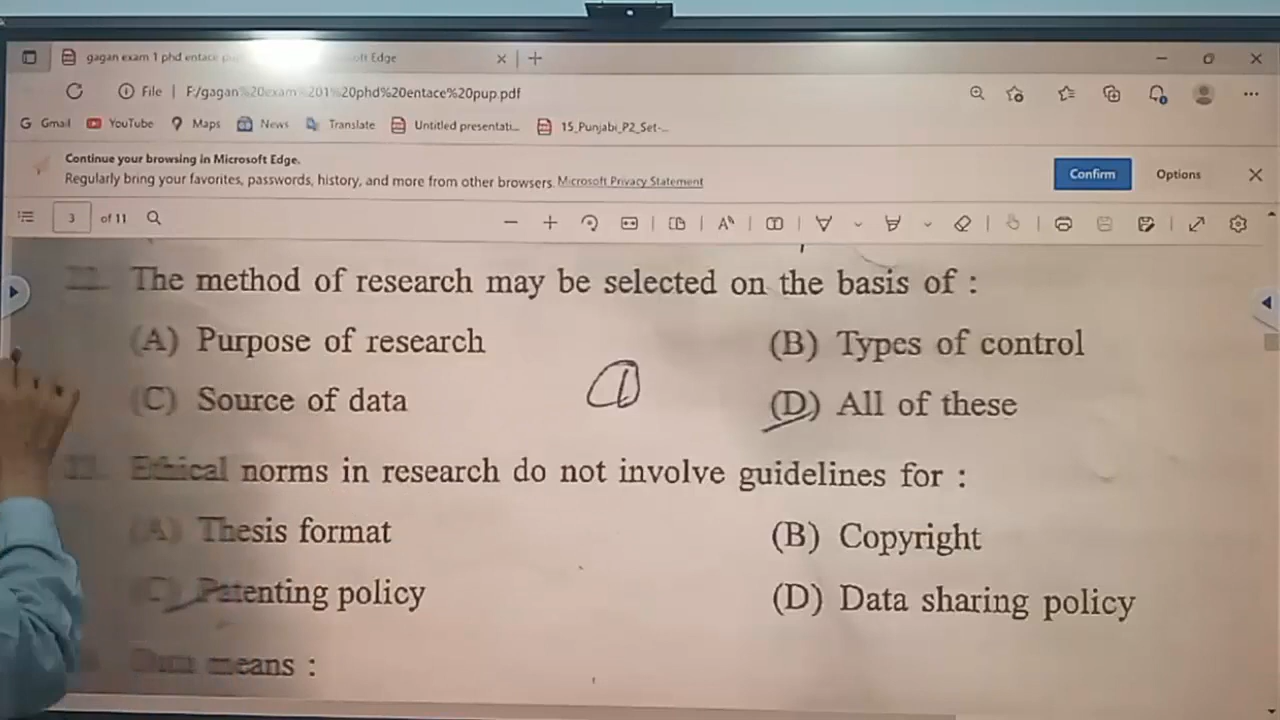 gagan exam 1 phd entace
oft Edge
File | F:/gagan%20exam%201%20phd%20entace%20pup.pdf
Gmail YouTube Maps News Translate Untitled presentati... 15_Punjabi_P2_Set-...
Continue your browsing in Microsoft Edge.
Regularly bring your favorites, passwords, history, and more from other browsers. Microsoft Privacy Statement
Confirm Options
3 of 11
The method of research may be selected on the basis of :
(A) Purpose of research (B) Types of control
(C) Source of data (D) All of these
Ethical norms in research do not involve guidelines for :
(A) Thesis format (B) Copyright
(C) Patenting policy (D) Data sharing policy
means :